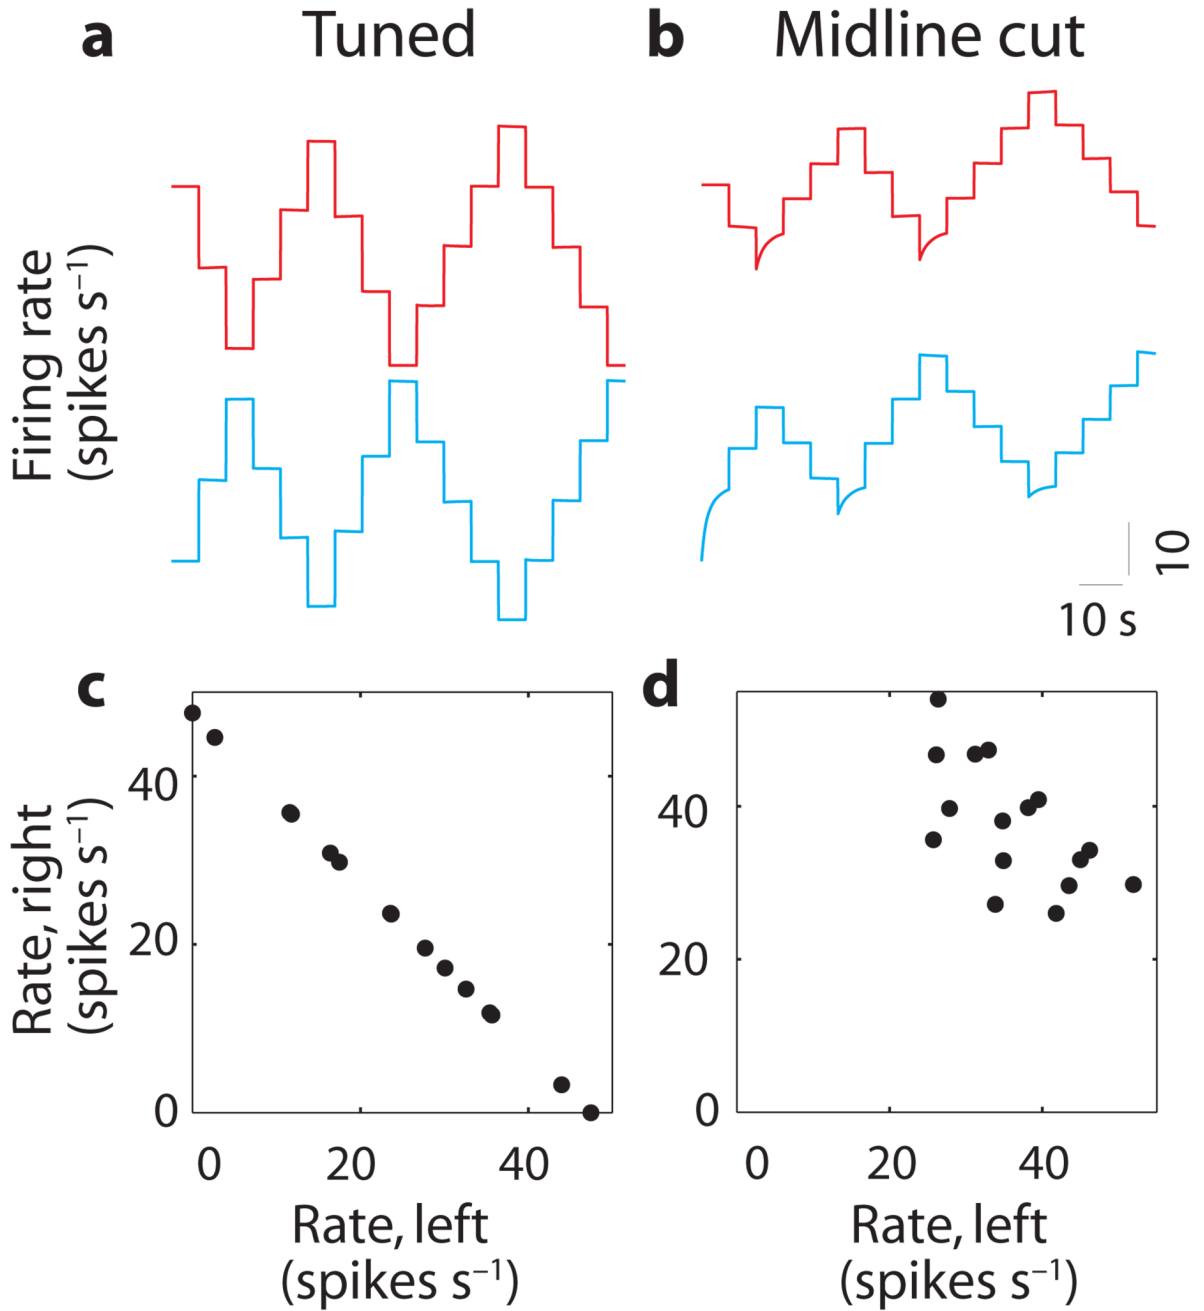 a Tuned
b Midline cut
Firing rate
(spikes s⁻¹)
10
10 s
c
d
Rate, right
(spikes s⁻¹)
40
20
0
0 20 40
Rate, left
(spikes s⁻¹)
40
20
0
0 20 40
Rate, left
(spikes s⁻¹)